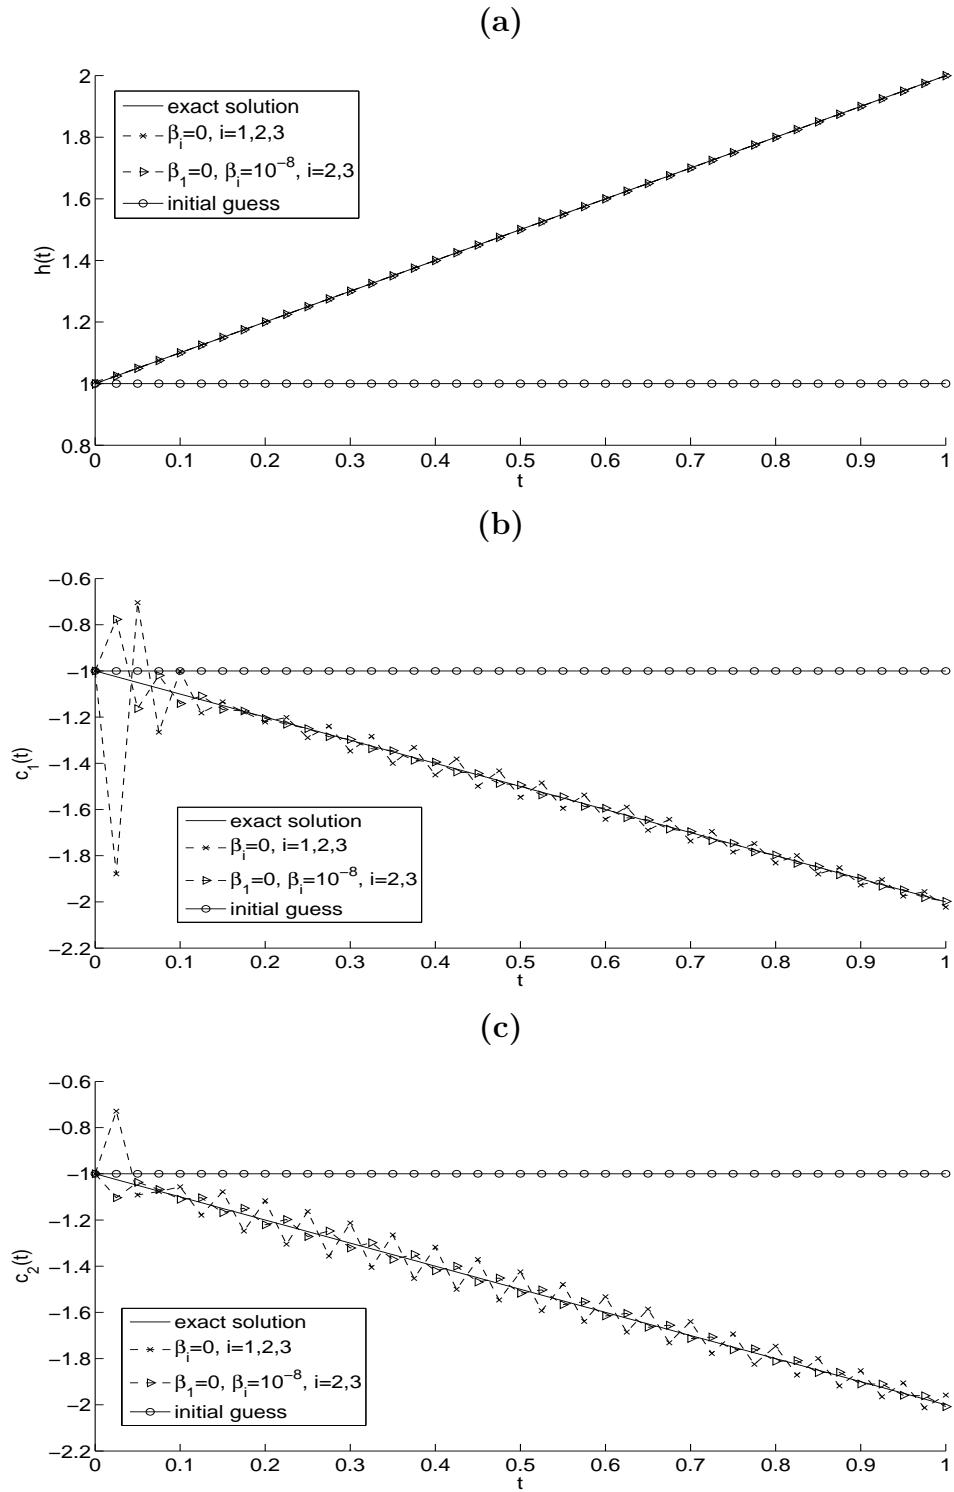 (a)
2
1.8
1.6
1.4
1.2
1
0.8
h(t)
exact solution
β_i=0, i=1,2,3
β_1=0, β_i=10^{-8}, i=2,3
initial guess
0 0.1 0.2 0.3 0.4 0.5 0.6 0.7 0.8 0.9 1
t
(b)
−0.6
−0.8
−1
−1.2
−1.4
−1.6
−1.8
−2
−2.2
c_1(t)
exact solution
β_i=0, i=1,2,3
β_1=0, β_i=10^{-8}, i=2,3
initial guess
0 0.1 0.2 0.3 0.4 0.5 0.6 0.7 0.8 0.9 1
t
(c)
−0.6
−0.8
−1
−1.2
−1.4
−1.6
−1.8
−2
−2.2
c_2(t)
exact solution
β_i=0, i=1,2,3
β_1=0, β_i=10^{-8}, i=2,3
initial guess
0 0.1 0.2 0.3 0.4 0.5 0.6 0.7 0.8 0.9 1
t